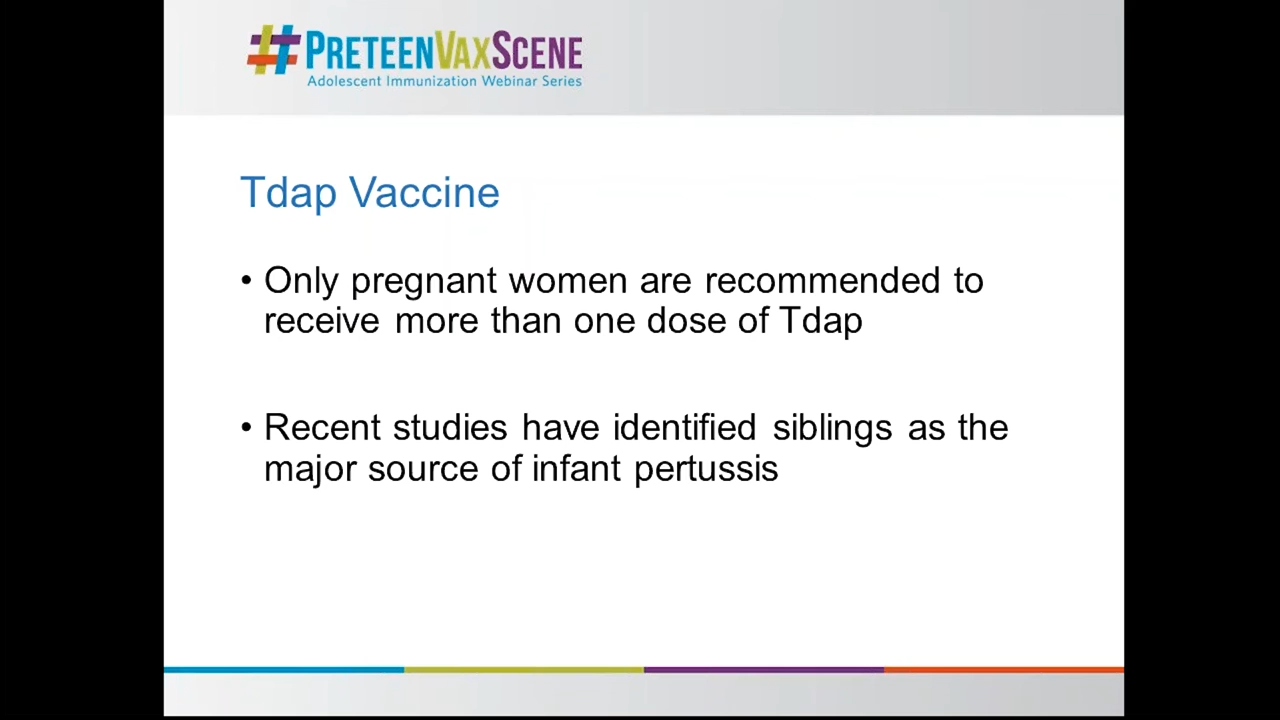 #PRETEENVAXSCENE
Adolescent Immunization Webinar Series
Tdap Vaccine
• Only pregnant women are recommended to
receive more than one dose of Tdap
• Recent studies have identified siblings as the
major source of infant pertussis